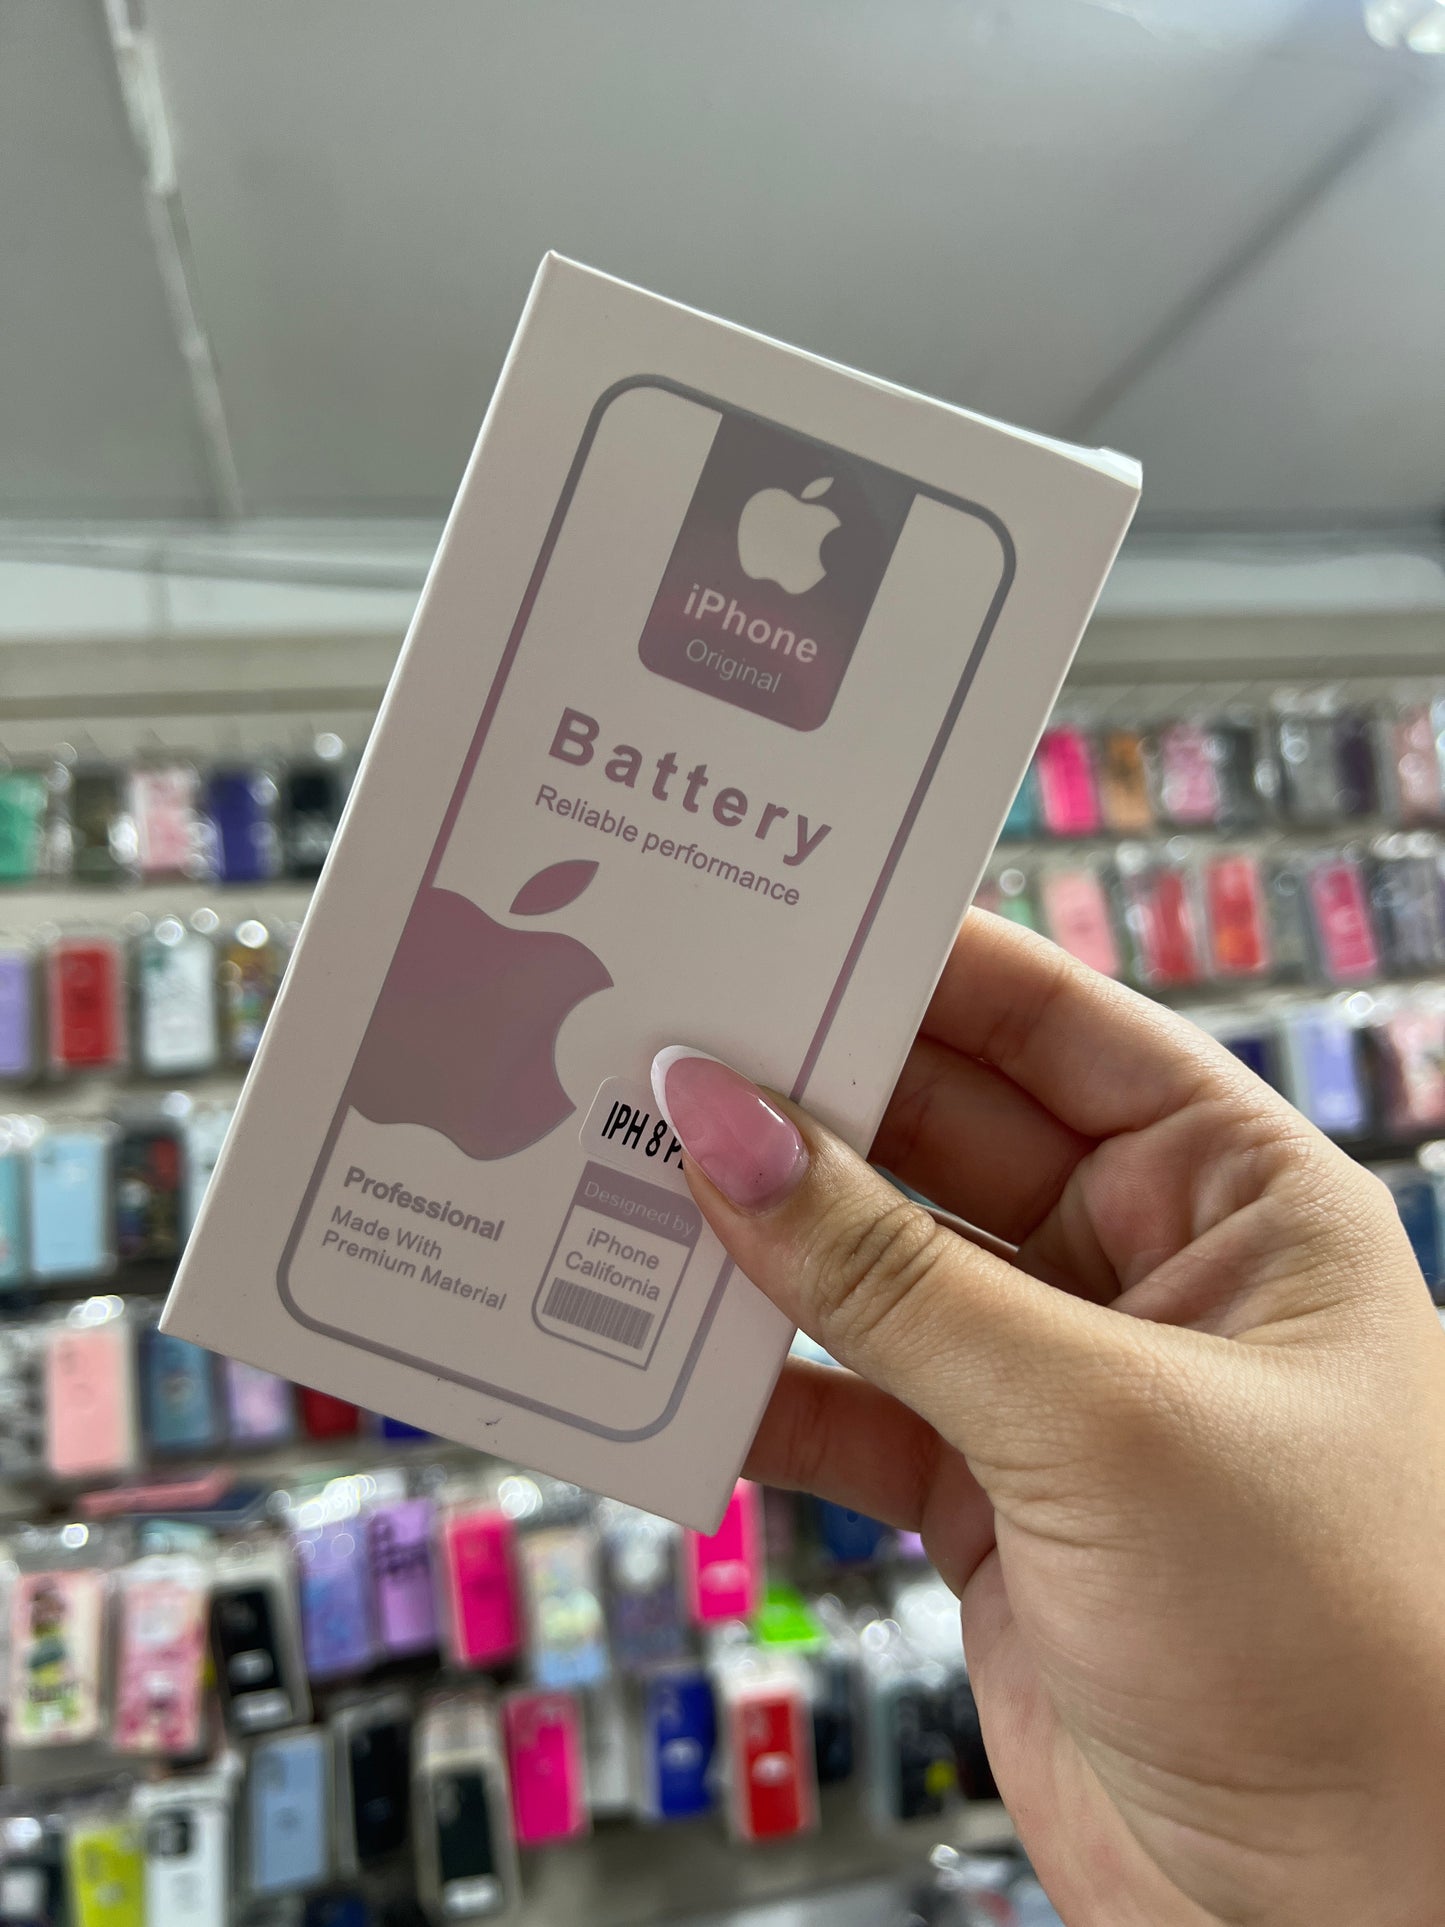 iPhone
Original
Battery
Reliable performance
IPH 8
Designed by
iPhone
California
Professional
Made With
Premium Material